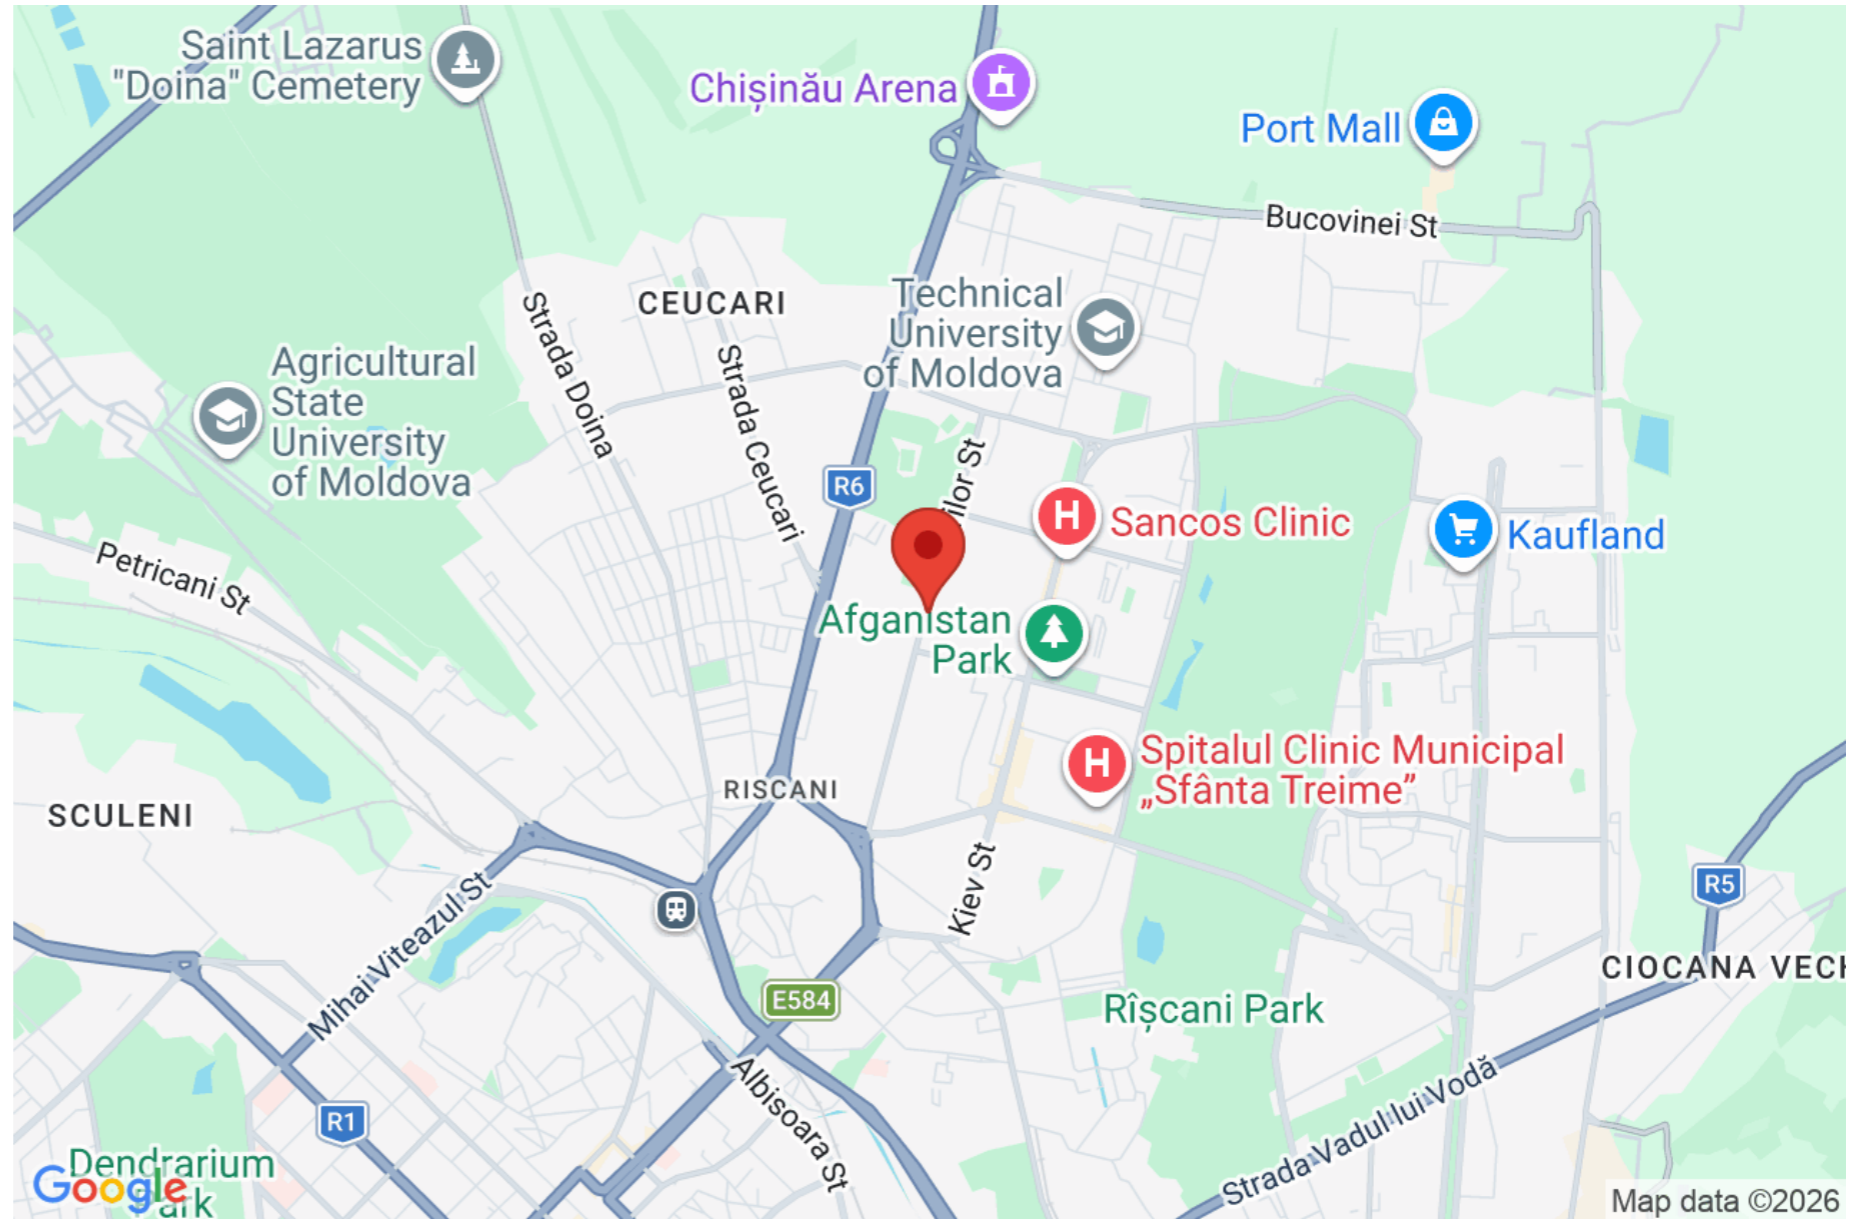 Saint Lazarus
"Doina" Cemetery
Chișinău Arena
Port Mall
Bucovinei St
CEUCARI
Technical
University
of Moldova
Strada Doina
Strada Ceucari
Agricultural
State
University
of Moldova
R6
Sancos Clinic
Kaufland
Petricani St
Afganistan
Park
Spitalul Clinic Municipal
„Sfânta Treime”
RISCANI
SCULENI
Kiev St
Mihai Viteazul St
R5
CIOCANA VECH
E584
Rîșcani Park
Albisoara St
Strada Vadul lui Vodă
R1
Dendrarium
Park
Google
Map data ©2026